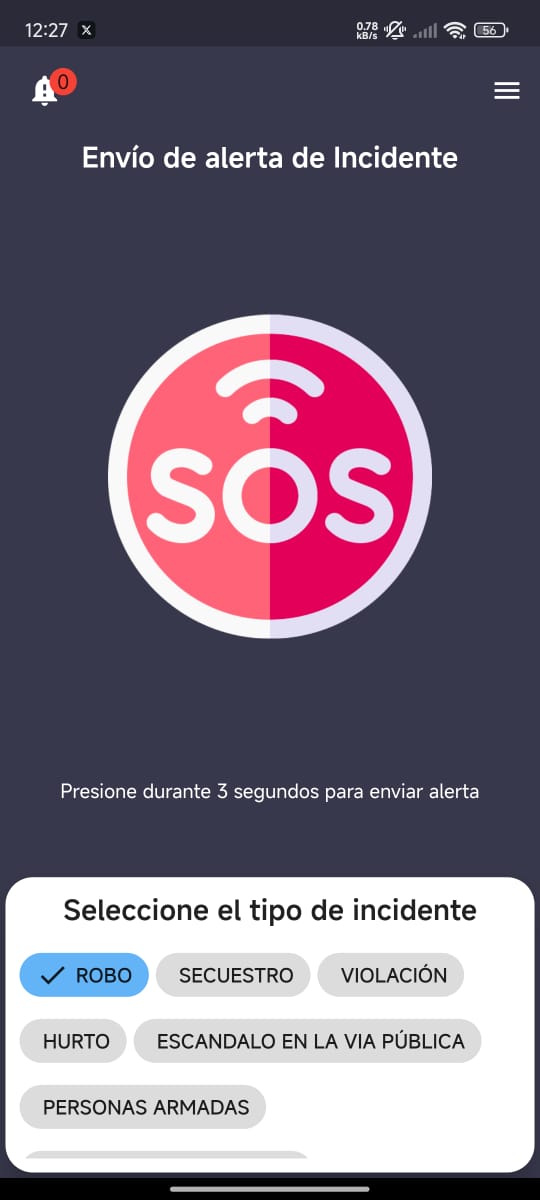 12:27 X 0.78 kB/s 56
0
Envío de alerta de Incidente
SOS
Presione durante 3 segundos para enviar alerta
Seleccione el tipo de incidente
ROBO SECUESTRO VIOLACIÓN
HURTO ESCANDALO EN LA VIA PÚBLICA
PERSONAS ARMADAS